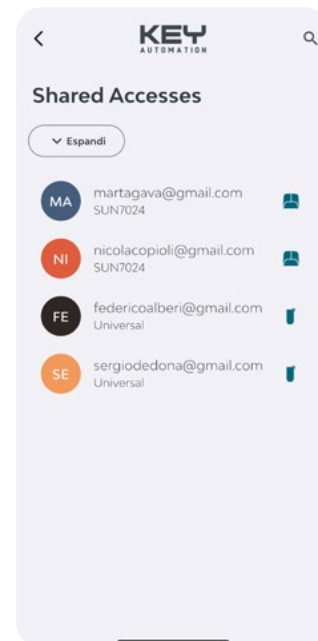 KEY
AUTOMATION
Shared Accesses
Espandi
MA
martagava@gmail.com
SUN7024
NI
nicolacopioli@gmail.com
SUN7024
FE
federicoalberi@gmail.com
Universal
SE
sergiodedona@gmail.com
Universal